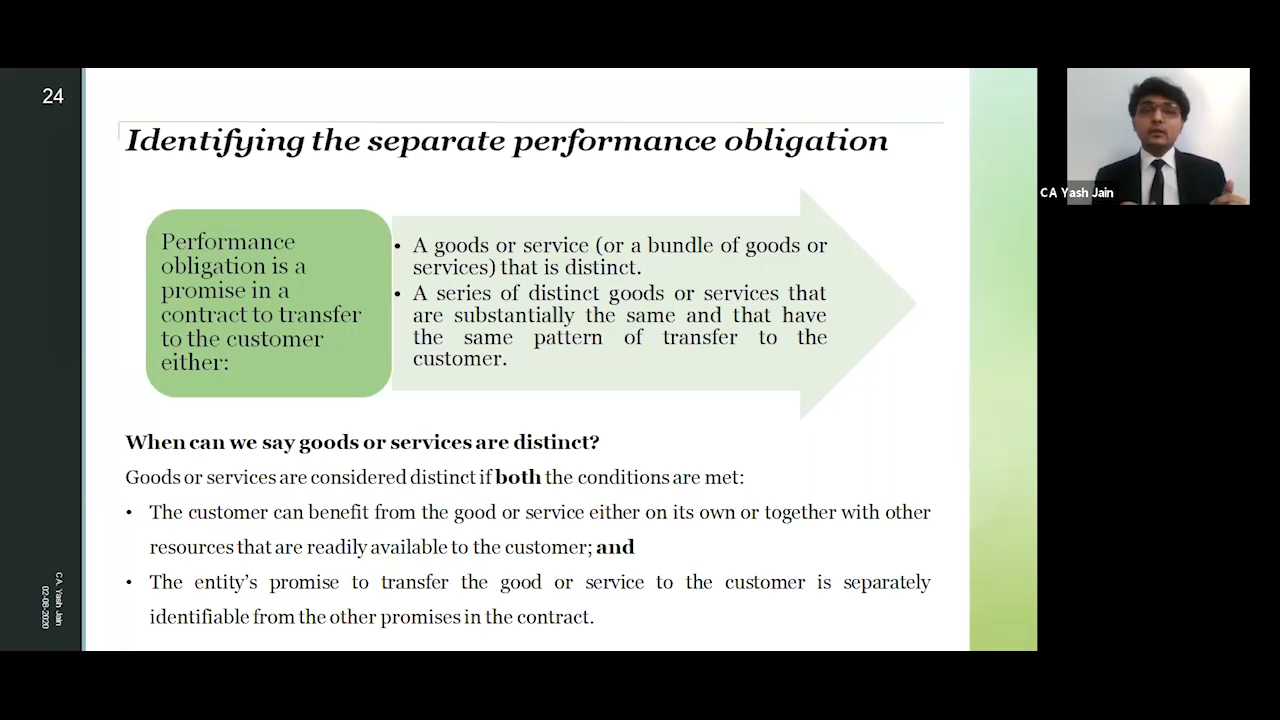 24
Identifying the separate performance obligation
Performance
obligation is a
promise in a
contract to transfer
to the customer
either:
• A goods or service (or a bundle of goods or
services) that is distinct.
• A series of distinct goods or services that
are substantially the same and that have
the same pattern of transfer to the
customer.
When can we say goods or services are distinct?
Goods or services are considered distinct if both the conditions are met:
• The customer can benefit from the good or service either on its own or together with other
resources that are readily available to the customer; and
• The entity's promise to transfer the good or service to the customer is separately
identifiable from the other promises in the contract.
CA. Yash Jain
02-08-2020
CA Yash Jain